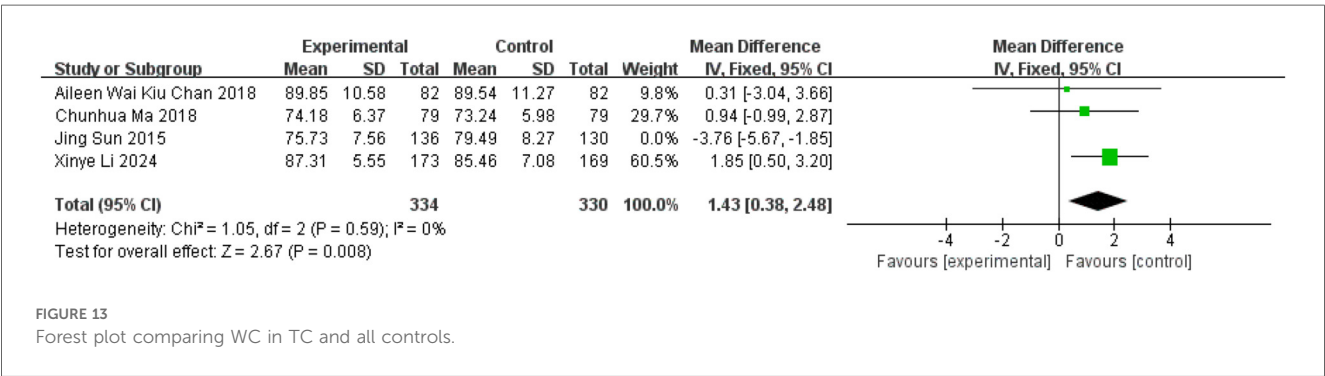 Experimental Control Mean Difference Mean Difference
Study or Subgroup Mean SD Total Mean SD Total Weight IV, Fixed, 95% CI IV, Fixed, 95% CI
Aileen Wai Kiu Chan 2018 89.85 10.58 82 89.54 11.27 82 9.8% 0.31 [-3.04, 3.66]
Chunhua Ma 2018 74.18 6.37 79 73.24 5.98 79 29.7% 0.94 [-0.99, 2.87]
Jing Sun 2015 75.73 7.56 136 79.49 8.27 130 0.0% -3.76 [-5.67, -1.85]
Xinye Li 2024 87.31 5.55 173 85.46 7.08 169 60.5% 1.85 [0.50, 3.20]
Total (95% CI) 334 330 100.0% 1.43 [0.38, 2.48]
Heterogeneity: Chi² = 1.05, df = 2 (P = 0.59); I² = 0%
Test for overall effect: Z = 2.67 (P = 0.008)
-4 -2 0 2 4
Favours [experimental] Favours [control]
FIGURE 13
Forest plot comparing WC in TC and all controls.